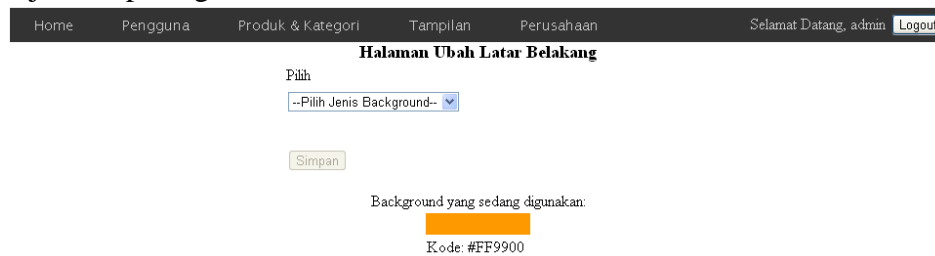 Home Pengguna Produk & Kategori Tampilan Perusahaan Selamat Datang, admin Logout
Halaman Ubah Latar Belakang
Pilih
--Pilih Jenis Background--
Simpan
Background yang sedang digunakan:
Kode: #FF9900